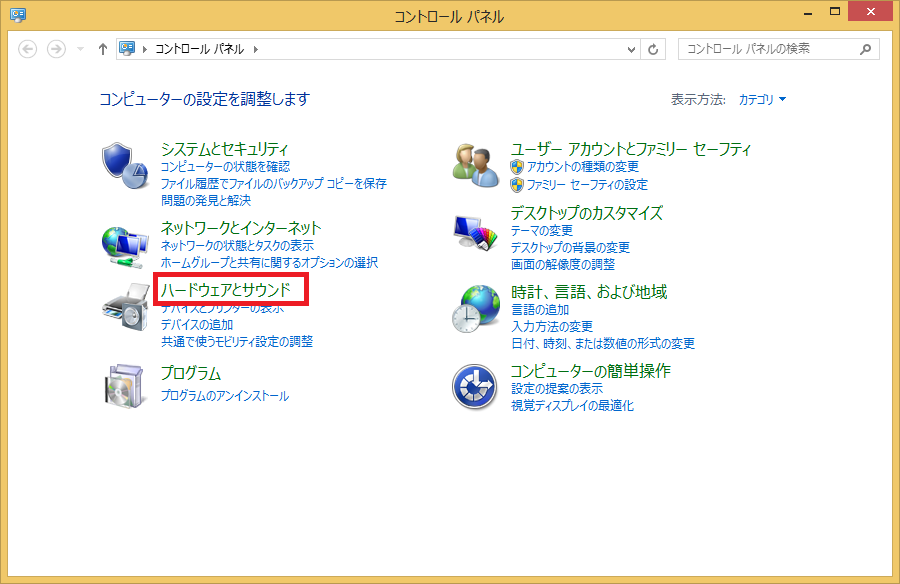 コントロール パネル
コントロール パネル
コントロール パネルの検索
コンピューターの設定を調整します
表示方法: カテゴリ
システムとセキュリティ
コンピューターの状態を確認
ファイル履歴でファイルのバックアップ コピーを保存
問題の発見と解決
ネットワークとインターネット
ネットワークの状態とタスクの表示
ホームグループと共有に関するオプションの選択
ハードウェアとサウンド
デバイスとプリンターの表示
デバイスの追加
共通で使うモビリティ設定の調整
プログラム
プログラムのアンインストール
ユーザー アカウントとファミリー セーフティ
アカウントの種類の変更
ファミリー セーフティの設定
デスクトップのカスタマイズ
テーマの変更
デスクトップの背景の変更
画面の解像度の調整
時計、言語、および地域
言語の追加
入力方法の変更
日付、時刻、または数値の形式の変更
コンピューターの簡単操作
設定の提案の表示
視覚ディスプレイの最適化